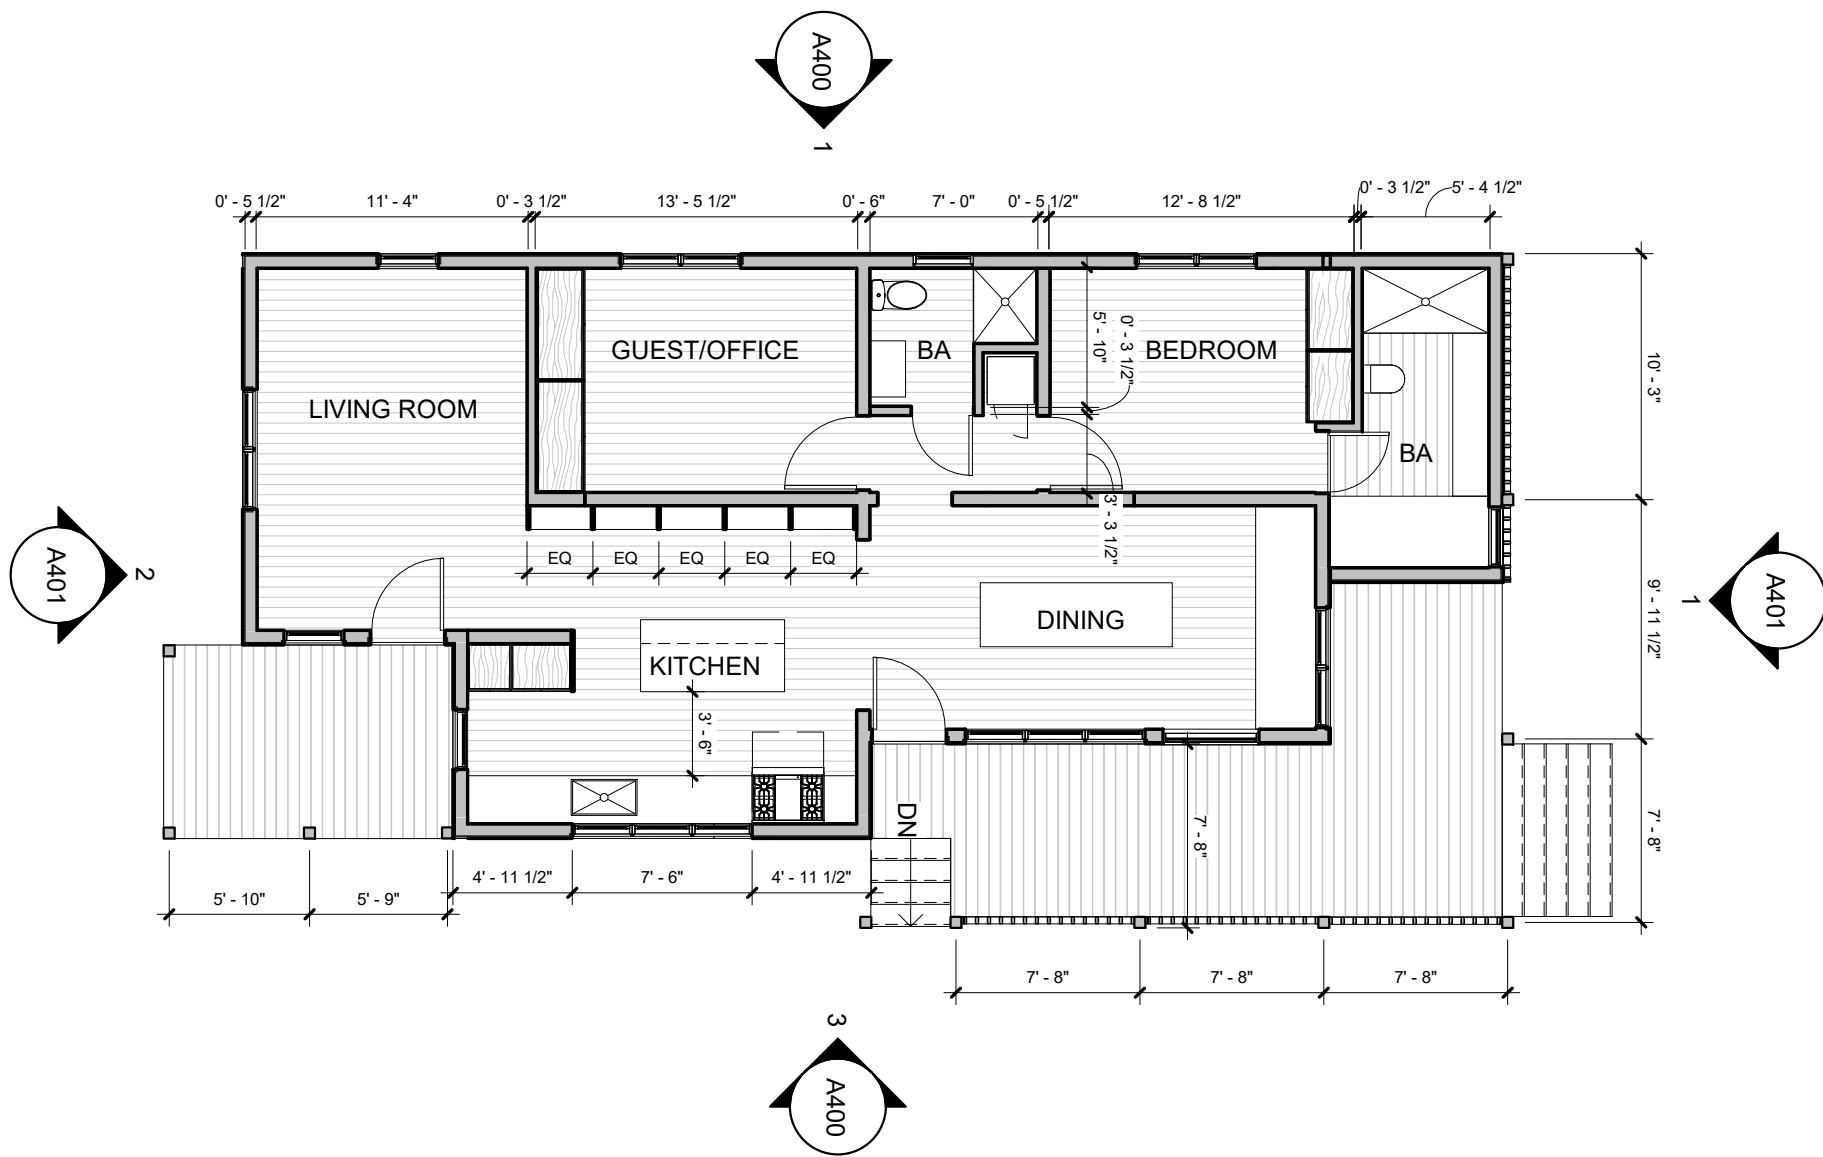 A400
1
0' - 5 1/2"
11' - 4"
0' - 3 1/2"
13' - 5 1/2"
0' - 6"
7' - 0"
0' - 5 1/2"
12' - 8 1/2"
0' - 3 1/2"
5' - 4 1/2"
GUEST/OFFICE
BA
5' - 10"
0' - 3 1/2"
BEDROOM
10' - 3"
LIVING ROOM
BA
3' - 3 1/2"
EQ
EQ
EQ
EQ
EQ
A401
2
DINING
9' - 11 1/2"
1
A401
KITCHEN
3' - 6"
DN
7' - 8"
7' - 8"
4' - 11 1/2"
7' - 6"
4' - 11 1/2"
5' - 10"
5' - 9"
7' - 8"
7' - 8"
7' - 8"
3
A400